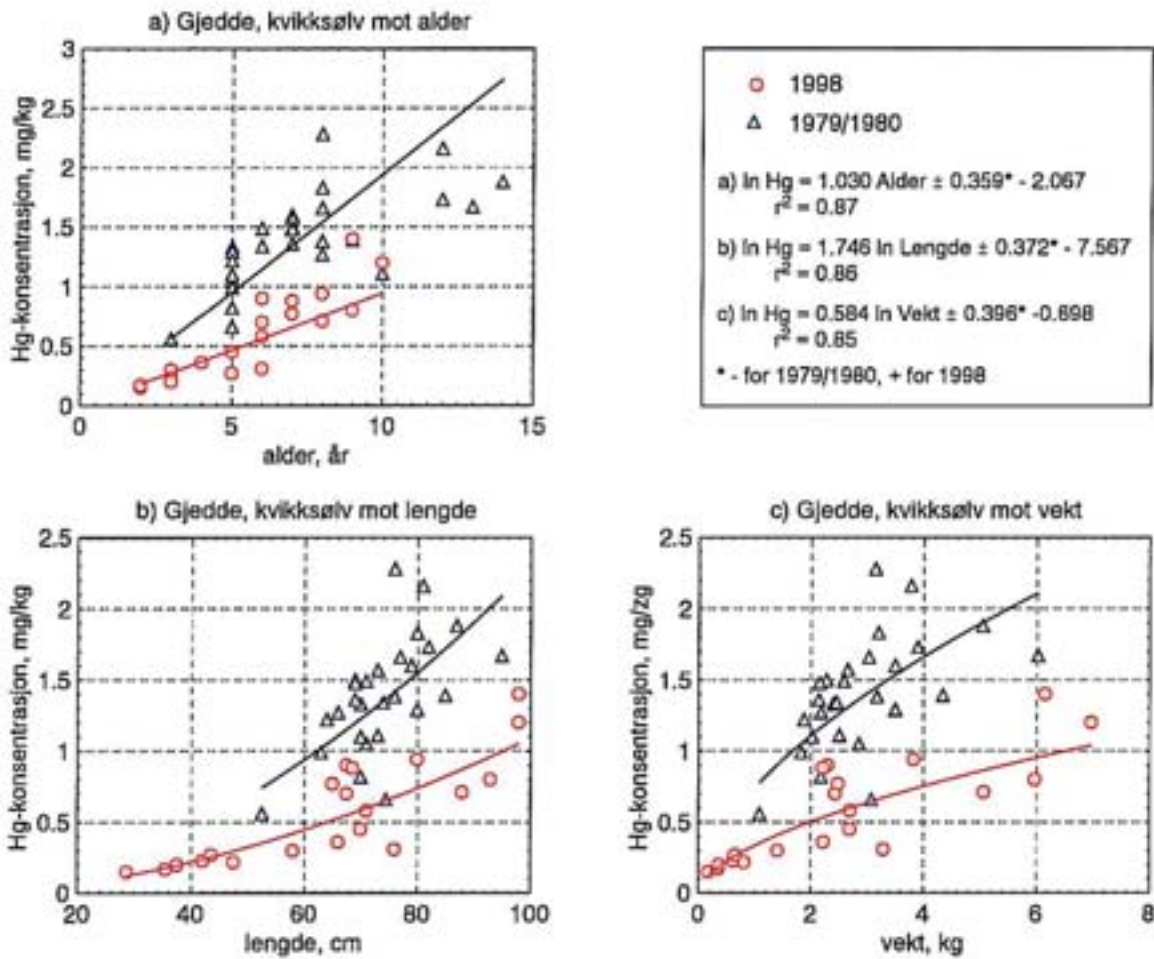 a) Gjedde, kvikksølv mot alder
Hg-konsentrasjon, mg/kg
3
2.5
2
1.5
1
0.5
0
0 5 10 15
alder, år
1998
1979/1980
a) ln Hg = 1.030 Alder ± 0.359* - 2.067
r² = 0.87
b) ln Hg = 1.746 ln Lengde ± 0.372* - 7.567
r² = 0.86
c) ln Hg = 0.584 ln Vekt ± 0.396* -0.698
r² = 0.85
* - for 1979/1980, + for 1998
b) Gjedde, kvikksølv mot lengde
Hg-konsentrasjon, mg/kg
2.5
2
1.5
1
0.5
0
20 40 60 80 100
lengde, cm
c) Gjedde, kvikksølv mot vekt
Hg-konsentrasjon, mg/zg
2.5
2
1.5
1
0.5
0
0 2 4 6 8
vekt, kg